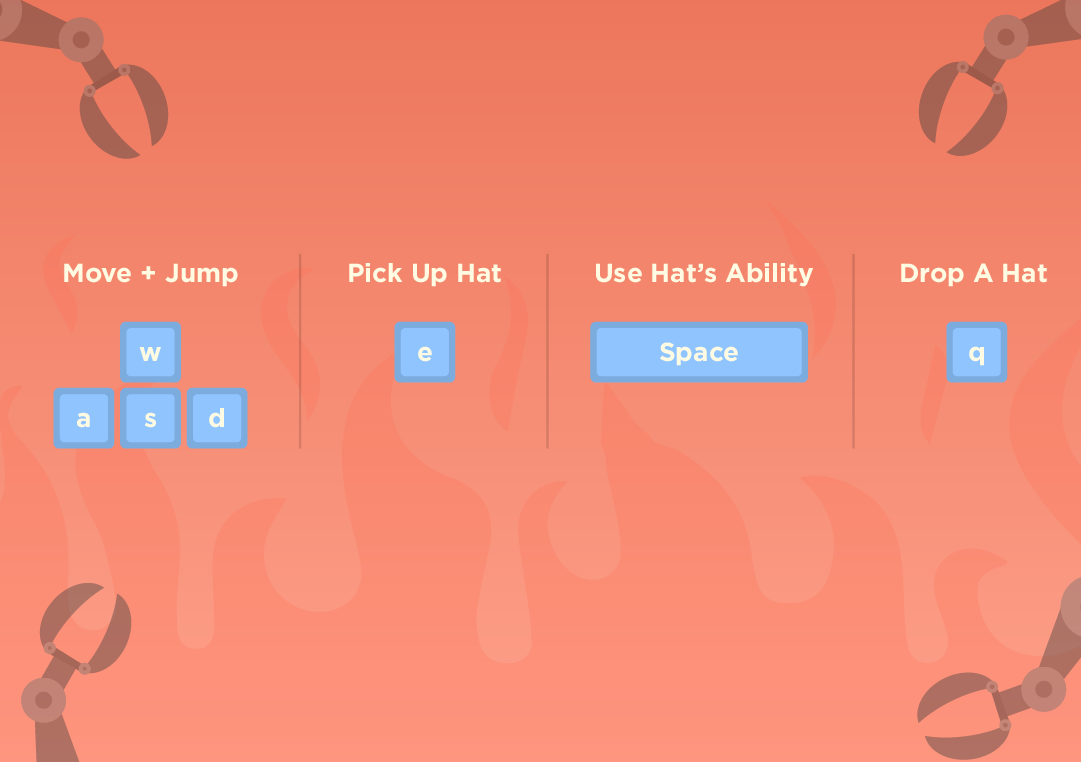 Move + Jump
w
a s d
Pick Up Hat
e
Use Hat’s Ability
Space
Drop A Hat
q